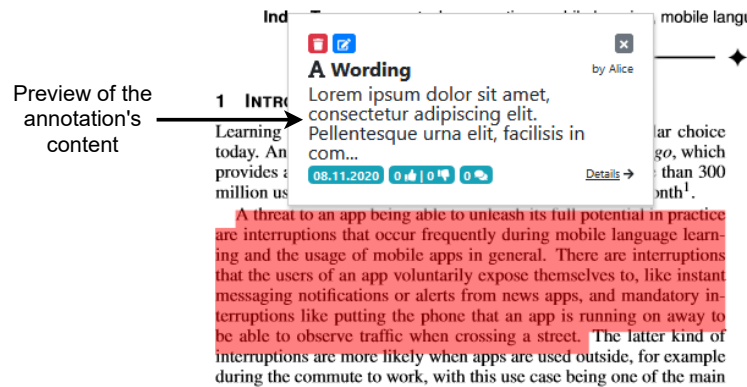 Ind
mobile langu
Preview of the
annotation's
content
A Wording
by Alice
Lorem ipsum dolor sit amet,
consectetur adipiscing elit.
Pellentesque urna elit, facilisis in
com...
08.11.2020 0 | 0 0 Details →
1 INTR
Learning lar choice
today. An go, which
provides than 300
million us onth¹.
A threat to an app being able to unleash its full potential in practice
are interruptions that occur frequently during mobile language learn-
ing and the usage of mobile apps in general. There are interruptions
that the users of an app voluntarily expose themselves to, like instant
messaging notifications or alerts from news apps, and mandatory in-
terruptions like putting the phone that an app is running on away to
be able to observe traffic when crossing a street. The latter kind of
interruptions are more likely when apps are used outside, for example
during the commute to work, with this use case being one of the main